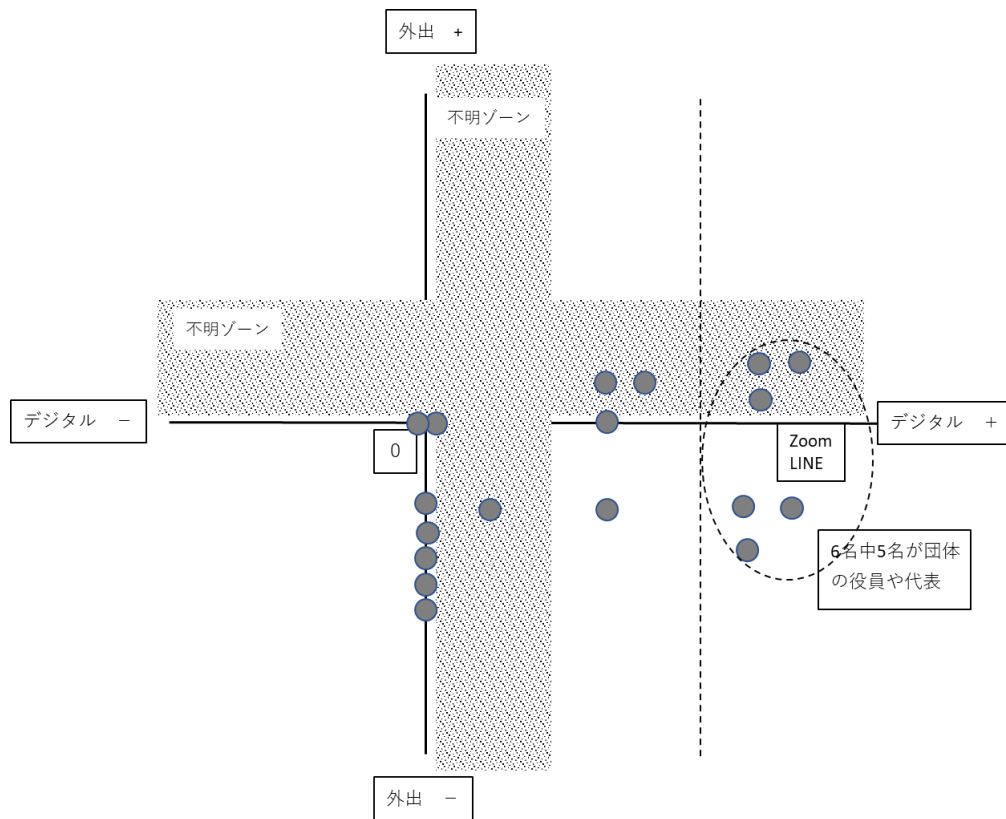 外出　+
不明ゾーン
不明ゾーン
デジタル　－
デジタル　+
0
Zoom
LINE
6名中5名が団体
の役員や代表
外出　－